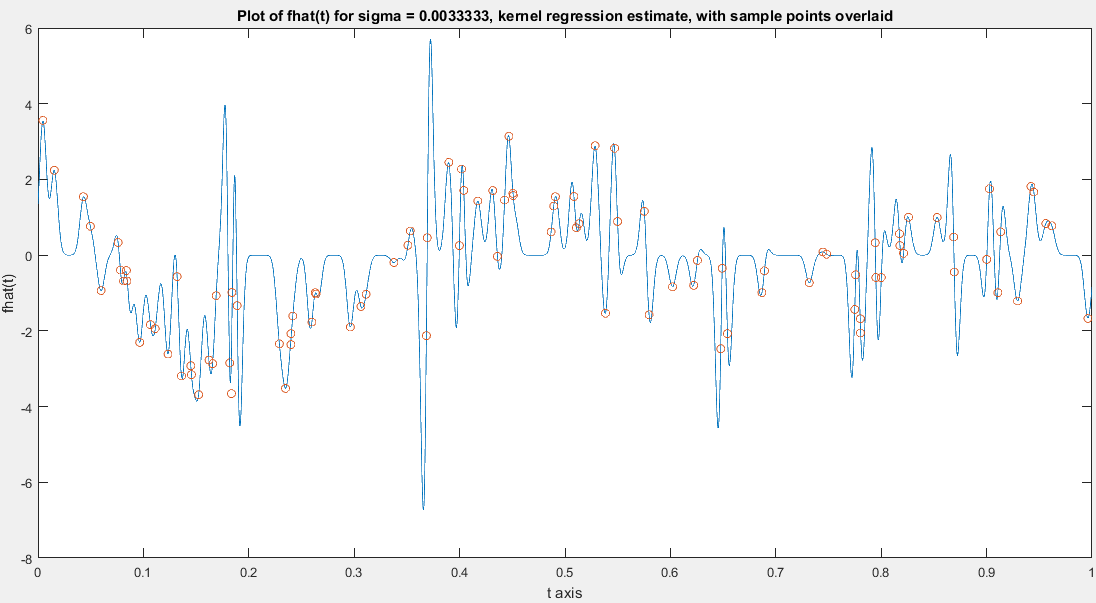 Plot of fhat(t) for sigma = 0.0033333, kernel regression estimate, with sample points overlaid
6
4
2
0
-2
-4
-6
-8
fhat(t)
0 0.1 0.2 0.3 0.4 0.5 0.6 0.7 0.8 0.9 1
t axis